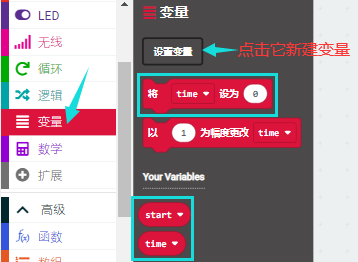 LED
无线
循环
逻辑
变量
数学
扩展
高级
函数
数组
变量
设置变量
点击它新建变量
将 time 设为 0
以 1 为幅度更改 time
Your Variables
start
time